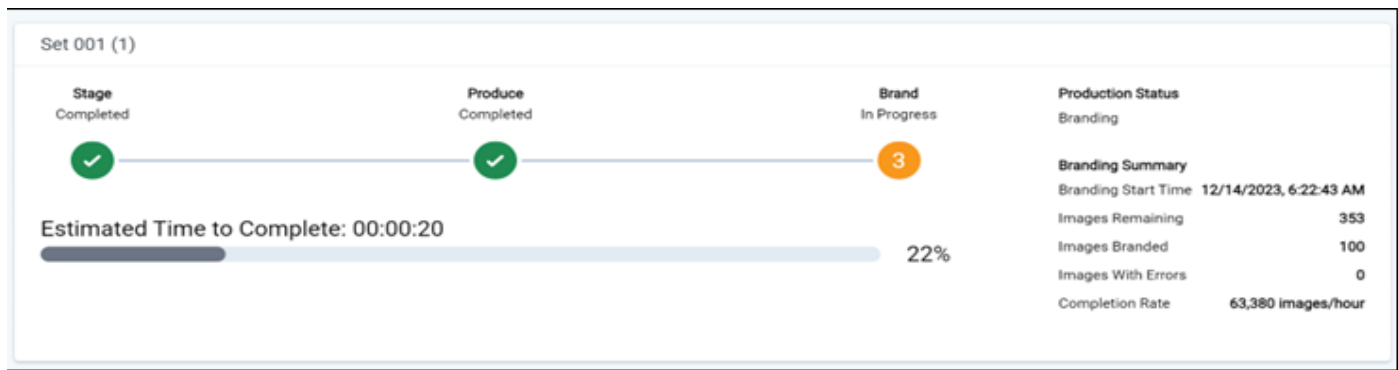 Set 001 (1)
Stage
Completed
Produce
Completed
Brand
In Progress
3
Estimated Time to Complete: 00:00:20
22%
Production Status
Branding
Branding Summary
Branding Start Time 12/14/2023, 6:22:43 AM
Images Remaining 353
Images Branded 100
Images With Errors 0
Completion Rate 63,380 images/hour